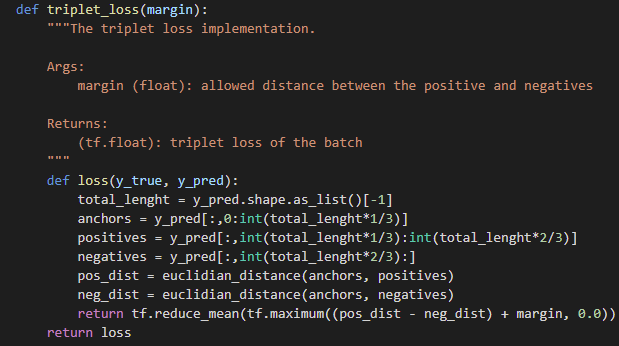 def triplet_loss(margin):
"""The triplet loss implementation.
Args:
margin (float): allowed distance between the positive and negatives
Returns:
(tf.float): triplet loss of the batch
"""
def loss(y_true, y_pred):
total_lenght = y_pred.shape.as_list()[-1]
anchors = y_pred[:,0:int(total_lenght*1/3)]
positives = y_pred[:,int(total_lenght*1/3):int(total_lenght*2/3)]
negatives = y_pred[:,int(total_lenght*2/3):]
pos_dist = euclidian_distance(anchors, positives)
neg_dist = euclidian_distance(anchors, negatives)
return tf.reduce_mean(tf.maximum((pos_dist - neg_dist) + margin, 0.0))
return loss